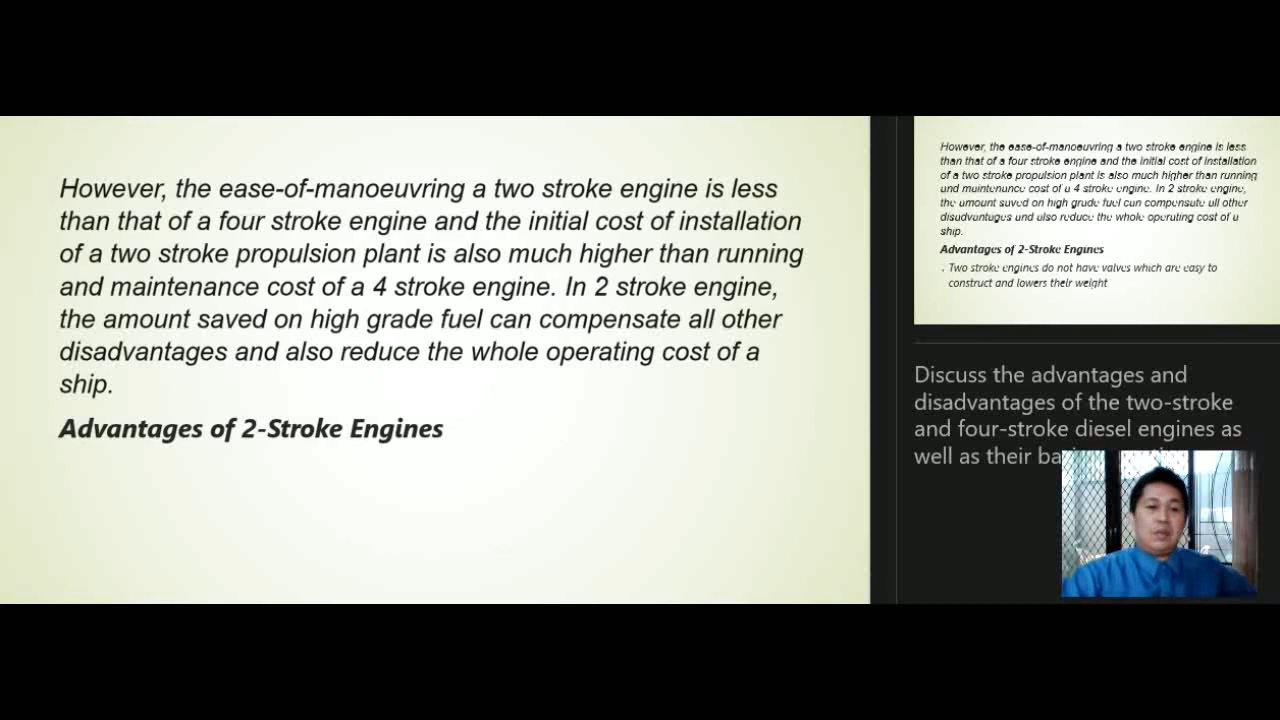 However, the ease-of-manoeuvring a two stroke engine is less
than that of a four stroke engine and the initial cost of installation
of a two stroke propulsion plant is also much higher than running
and maintenance cost of a 4 stroke engine. In 2 stroke engine,
the amount saved on high grade fuel can compensate all other
disadvantages and also reduce the whole operating cost of a
ship.
Advantages of 2-Stroke Engines
However, the ease-of-manoeuvring a two stroke engine is less
than that of a four stroke engine and the initial cost of installation
of a two stroke propulsion plant is also much higher than running
and maintenance cost of a 4 stroke engine. In 2 stroke engine,
the amount saved on high grade fuel can compensate all other
disadvantages and also reduce the whole operating cost of a
ship.
Advantages of 2-Stroke Engines
. Two stroke engines do not have valves which are easy to
construct and lowers their weight
Discuss the advantages and
disadvantages of the two-stroke
and four-stroke diesel engines as
well as their